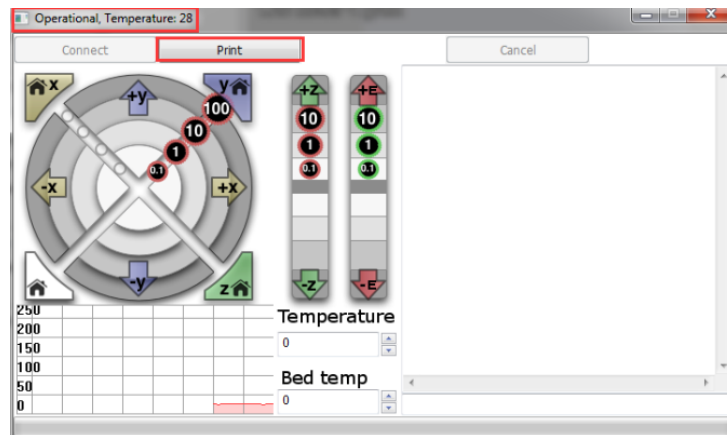 Operational, Temperature: 28
Connect
Print
Cancel
x
+y
y
100
10
1
0.1
-x
+x
-y
z
+Z
10
1
0.1
-Z
+E
10
1
0.1
-E
250
200
150
100
50
0
Temperature
0
Bed temp
0